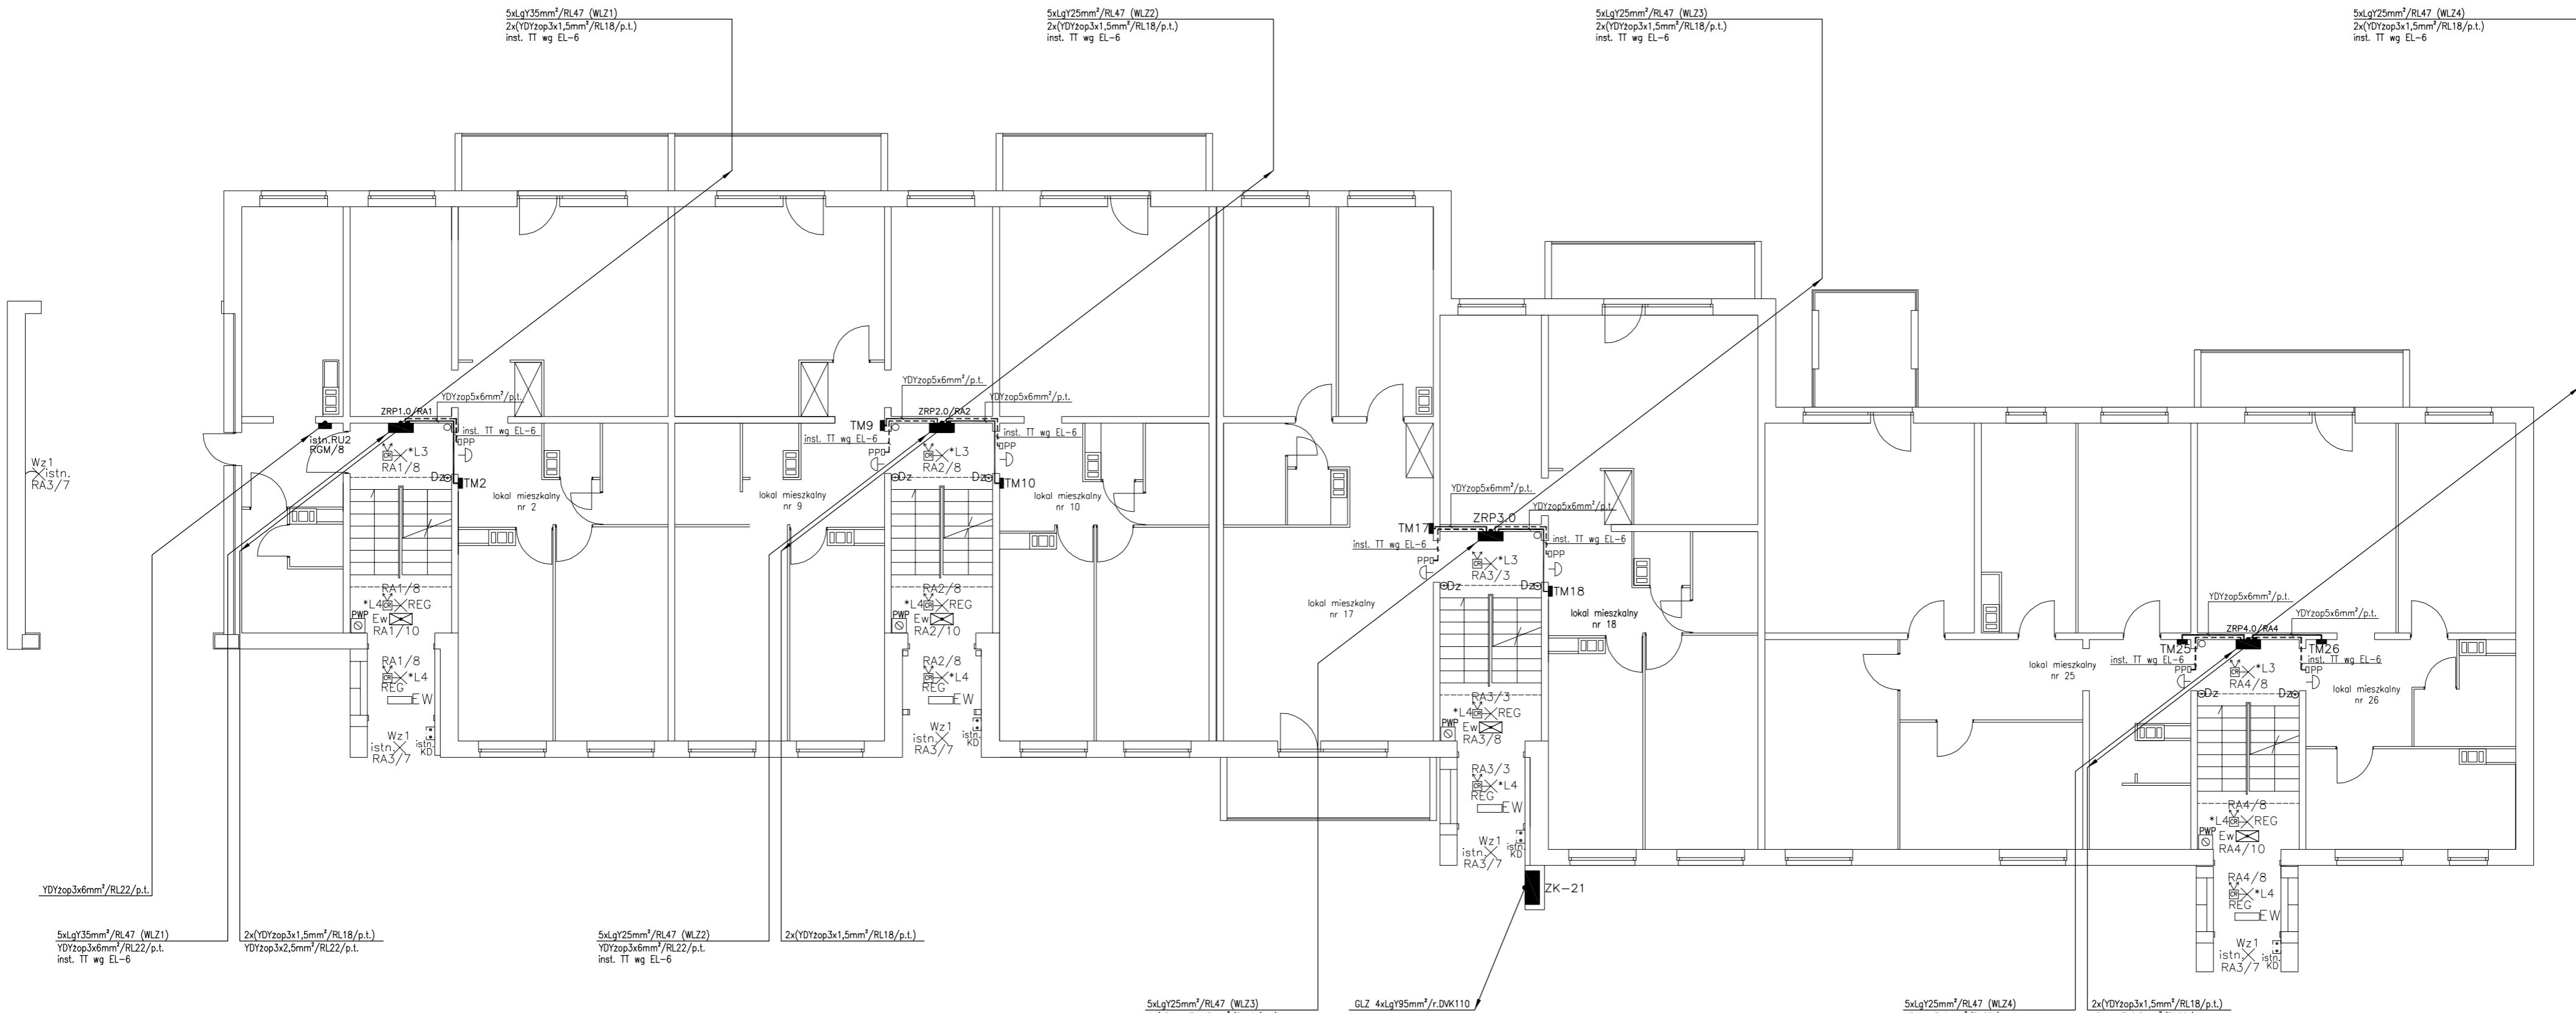 5xLgY35mm²/RL47 (WLZ1)
2x(YDYżop3x1,5mm²/RL18/p.t.)
inst. TT wg EL-6
5xLgY25mm²/RL47 (WLZ2)
2x(YDYżop3x1,5mm²/RL18/p.t.)
inst. TT wg EL-6
5xLgY25mm²/RL47 (WLZ3)
2x(YDYżop3x1,5mm²/RL18/p.t.)
inst. TT wg EL-6
5xLgY25mm²/RL47 (WLZ4)
2x(YDYżop3x1,5mm²/RL18/p.t.)
inst. TT wg EL-6
Wz1
istn.
RA3/7
istn.RU2
RGM/8
ZRP1.0/RA1
YDYżop5x6mm²/p.t.
inst. TT wg EL-6
PP
*L3
RA1/8
Dz
TM2
lokal mieszkalny
nr 2
RA1/8
*L4
REG
PWP
Ew
RA1/10
RA1/8
*L4
REG
EW
Wz1
istn.
RA3/7
istn.
KD
lokal mieszkalny
nr 9
TM9
YDYżop5x6mm²/p.t.
ZRP2.0/RA2
YDYżop5x6mm²/p.t.
inst. TT wg EL-6
inst. TT wg EL-6
PP
PP
*L3
RA2/8
Dz
Dz
TM10
lokal mieszkalny
nr 10
RA2/8
*L4
REG
PWP
Ew
RA2/10
RA2/8
*L4
REG
EW
Wz1
istn.
RA3/7
istn.
KD
YDYżop5x6mm²/p.t.
TM17
ZRP3.0
YDYżop5x6mm²/p.t.
inst. TT wg EL-6
inst. TT wg EL-6
PP
PP
*L3
RA3/3
Dz
Dz
TM18
lokal mieszkalny
nr 17
lokal mieszkalny
nr 18
RA3/3
*L4
REG
PWP
Ew
RA3/8
RA3/3
*L4
REG
EW
Wz1
istn.
RA3/7
istn.
KD
ZK-21
YDYżop5x6mm²/p.t.
YDYżop5x6mm²/p.t.
ZRP4.0/RA4
TM25
TM26
inst. TT wg EL-6
inst. TT wg EL-6
PP
PP
*L3
RA4/8
Dz
Dz
lokal mieszkalny
nr 25
lokal mieszkalny
nr 26
RA4/8
*L4
REG
PWP
Ew
RA4/10
RA4/8
*L4
REG
EW
Wz1
istn.
RA3/7
istn.
KD
YDYżop3x6mm²/RL22/p.t.
5xLgY35mm²/RL47 (WLZ1)
YDYżop3x6mm²/RL22/p.t.
inst. TT wg EL-6
2x(YDYżop3x1,5mm²/RL18/p.t.)
YDYżop3x2,5mm²/RL22/p.t.
5xLgY25mm²/RL47 (WLZ2)
YDYżop3x6mm²/RL22/p.t.
inst. TT wg EL-6
2x(YDYżop3x1,5mm²/RL18/p.t.)
5xLgY25mm²/RL47 (WLZ3)
GLZ 4xLgY95mm²/r.DVK110
5xLgY25mm²/RL47 (WLZ4)
2x(YDYżop3x1,5mm²/RL18/p.t.)